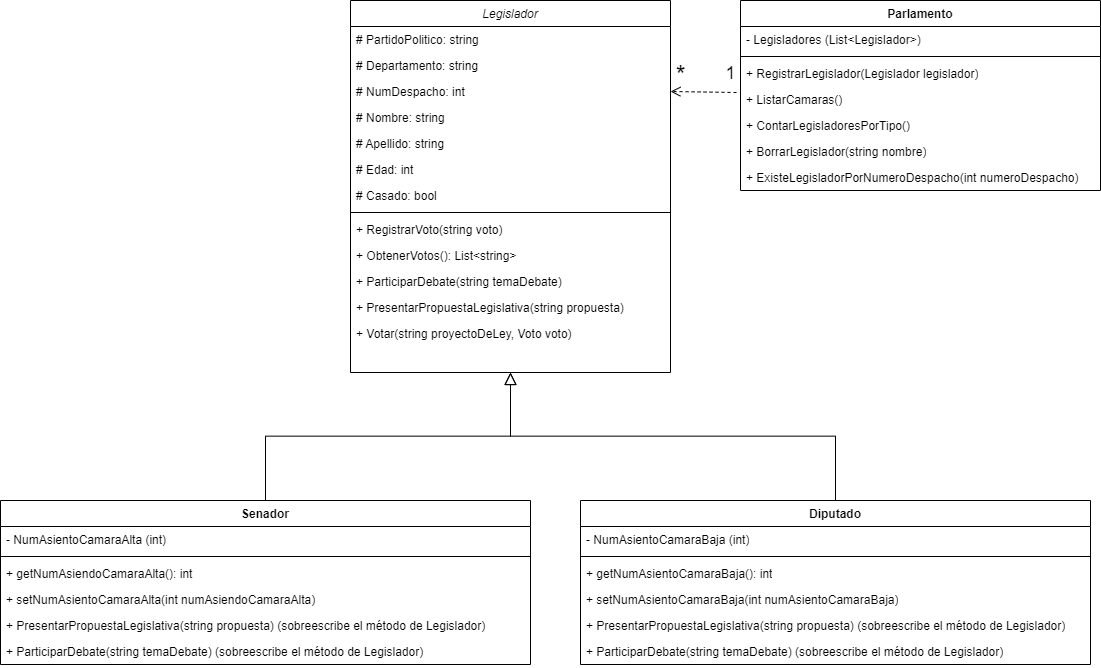 Legislador
# PartidoPolitico: string
# Departamento: string
# NumDespacho: int
# Nombre: string
# Apellido: string
# Edad: int
# Casado: bool
+ RegistrarVoto(string voto)
+ ObtenerVotos(): List<string>
+ ParticiparDebate(string temaDebate)
+ PresentarPropuestaLegislativa(string propuesta)
+ Votar(string proyectoDeLey, Voto voto)
* 1
Parlamento
- Legisladores (List<Legislador>)
+ RegistrarLegislador(Legislador legislador)
+ ListarCamaras()
+ ContarLegisladoresPorTipo()
+ BorrarLegislador(string nombre)
+ ExisteLegisladorPorNumeroDespacho(int numeroDespacho)
Senador
- NumAsientoCamaraAlta (int)
+ getNumAsiendoCamaraAlta(): int
+ setNumAsientoCamaraAlta(int numAsiendoCamaraAlta)
+ PresentarPropuestaLegislativa(string propuesta) (sobreescribe el método de Legislador)
+ ParticiparDebate(string temaDebate) (sobreescribe el método de Legislador)
Diputado
- NumAsientoCamaraBaja (int)
+ getNumAsientoCamaraBaja(): int
+ setNumAsientoCamaraBaja(int numAsientoCamaraBaja)
+ PresentarPropuestaLegislativa(string propuesta) (sobreescribe el método de Legislador)
+ ParticiparDebate(string temaDebate) (sobreescribe el método de Legislador)